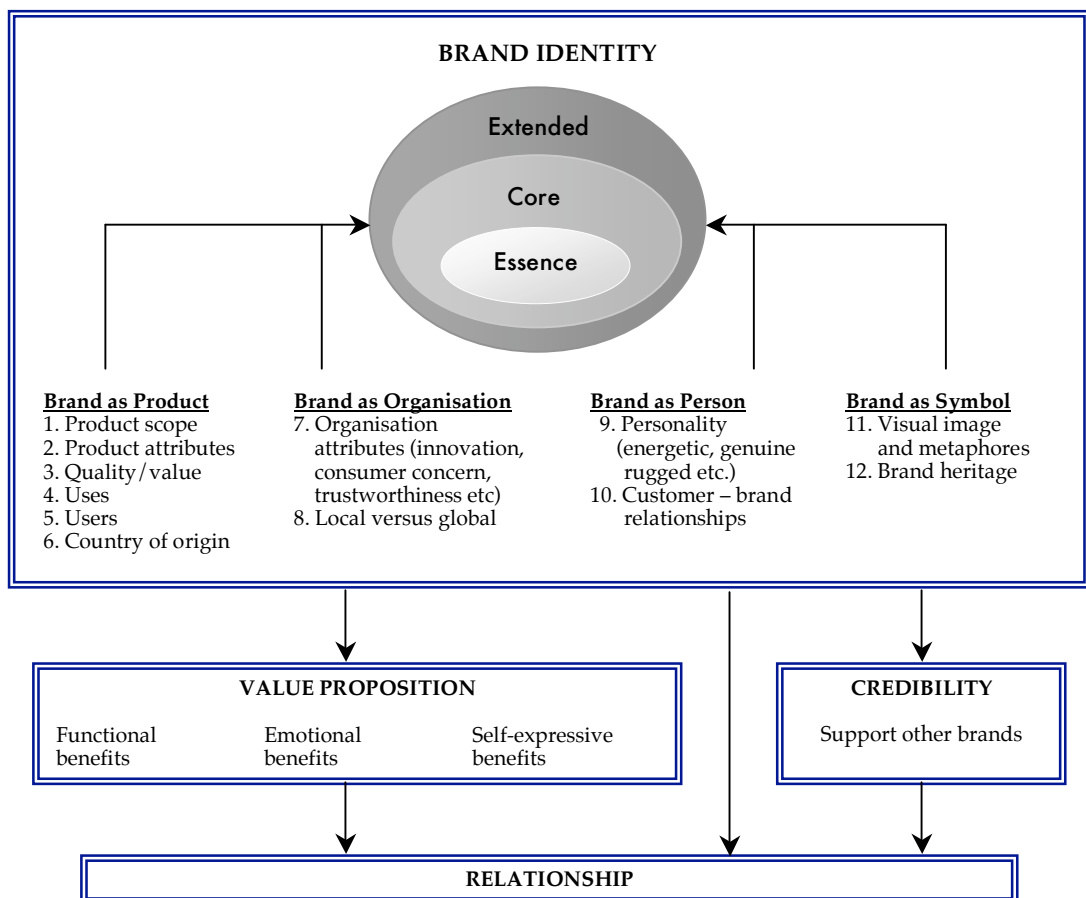 BRAND IDENTITY
Extended
Core
Essence
Brand as Product
1. Product scope
2. Product attributes
3. Quality/value
4. Uses
5. Users
6. Country of origin
Brand as Organisation
7. Organisation
attributes (innovation,
consumer concern,
trustworthiness etc)
8. Local versus global
Brand as Person
9. Personality
(energetic, genuine
rugged etc.)
10. Customer – brand
relationships
Brand as Symbol
11. Visual image
and metaphores
12. Brand heritage
VALUE PROPOSITION
Functional
benefits
Emotional
benefits
Self-expressive
benefits
CREDIBILITY
Support other brands
RELATIONSHIP